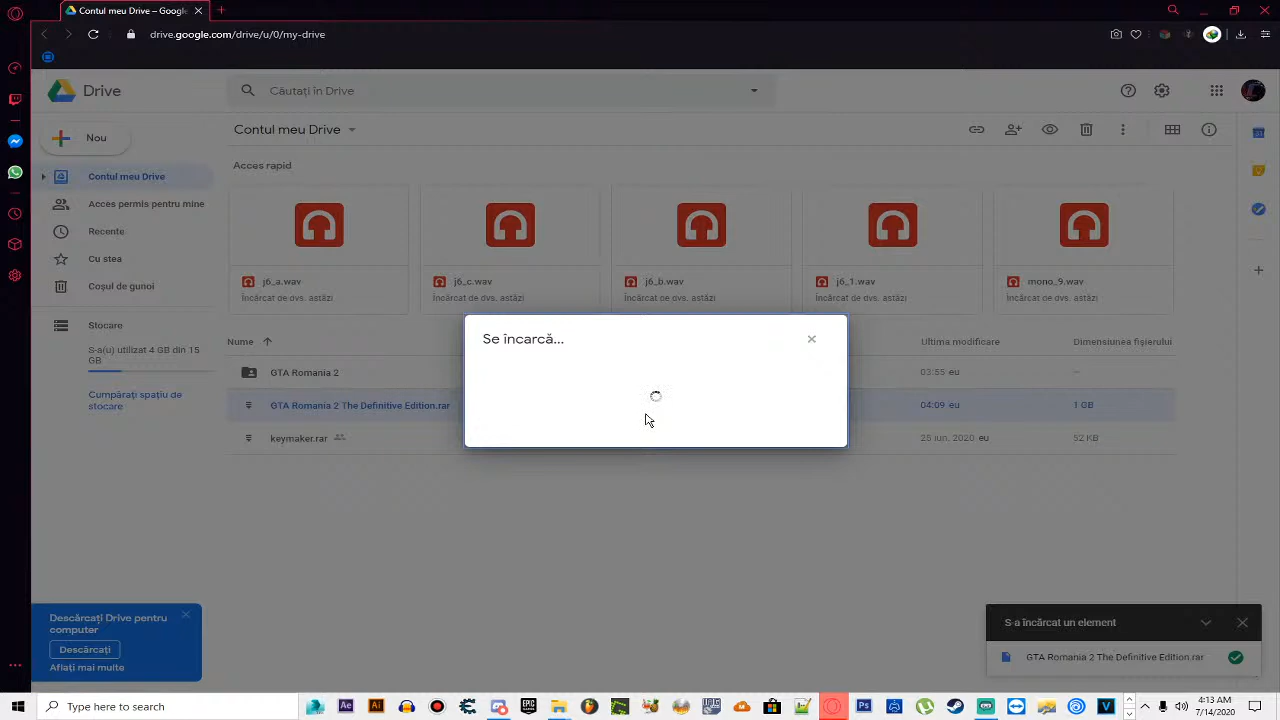 Contul meu Drive – Google
drive.google.com/drive/u/0/my-drive
Drive
Căutați în Drive
Nou
Contul meu Drive
Acces permis pentru mine
Recente
Cu stea
Coșul de gunoi
Stocare
S-a(u) utilizat 4 GB din 15
GB
Cumpărați spațiu de
stocare
Contul meu Drive
Acces rapid
j6_a.wav
Încărcat de dvs. astăzi
j6_c.wav
Încărcat de dvs. astăzi
j6_b.wav
Încărcat de dvs. astăzi
j6_1.wav
Încărcat de dvs. astăzi
mono_9.wav
Încărcat de dvs. astăzi
Nume
Ultima modificare
Dimensiunea fișierului
GTA Romania 2
03:55 eu
—
GTA Romania 2 The Definitive Edition.rar
04:09 eu
1 GB
keymaker.rar
25 iun. 2020 eu
52 KB
Se încarcă...
Descărcați Drive pentru
computer
Descărcați
Aflați mai multe
S-a încărcat un element
GTA Romania 2 The Definitive Edition.rar
Type here to search
4:13 AM
7/14/2020